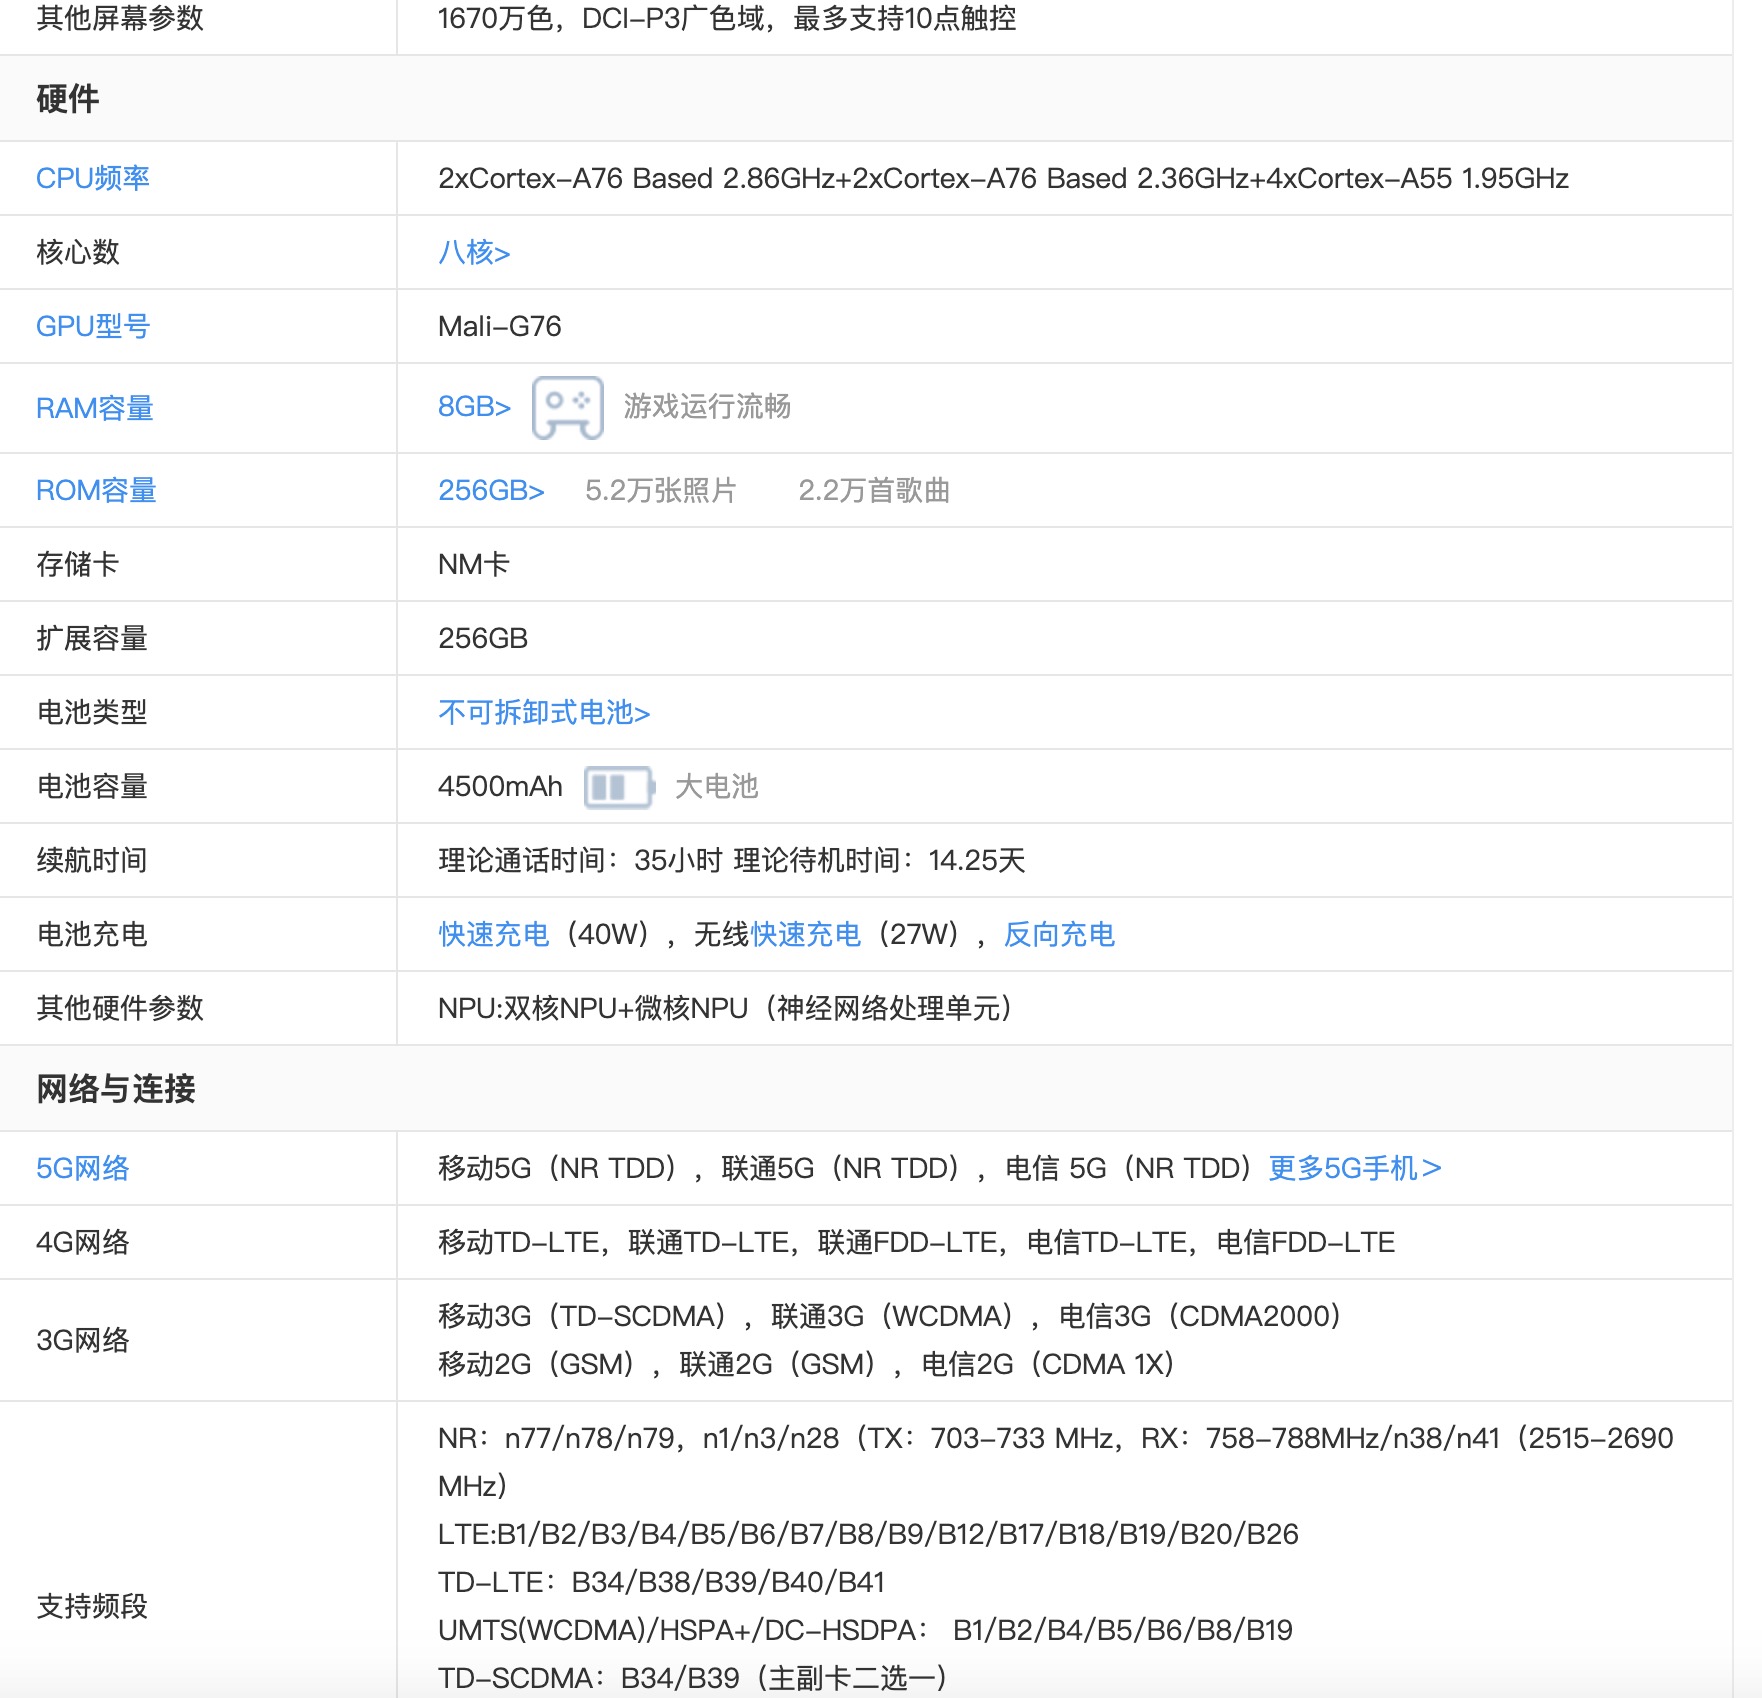 其他屏幕参数 1670万色，DCI-P3广色域，最多支持10点触控
硬件
CPU频率 2xCortex-A76 Based 2.86GHz+2xCortex-A76 Based 2.36GHz+4xCortex-A55 1.95GHz
核心数 八核>
GPU型号 Mali-G76
RAM容量 8GB> 游戏运行流畅
ROM容量 256GB> 5.2万张照片 2.2万首歌曲
存储卡 NM卡
扩展容量 256GB
电池类型 不可拆卸式电池>
电池容量 4500mAh 大电池
续航时间 理论通话时间：35小时 理论待机时间：14.25天
电池充电 快速充电（40W），无线快速充电（27W），反向充电
其他硬件参数 NPU:双核NPU+微核NPU（神经网络处理单元）
网络与连接
5G网络 移动5G（NR TDD），联通5G（NR TDD），电信 5G（NR TDD）更多5G手机>
4G网络 移动TD-LTE，联通TD-LTE，联通FDD-LTE，电信TD-LTE，电信FDD-LTE
3G网络 移动3G（TD-SCDMA），联通3G（WCDMA），电信3G（CDMA2000）
移动2G（GSM），联通2G（GSM），电信2G（CDMA 1X）
支持频段 NR：n77/n78/n79，n1/n3/n28（TX：703-733 MHz，RX：758-788MHz/n38/n41（2515-2690
MHz）
LTE:B1/B2/B3/B4/B5/B6/B7/B8/B9/B12/B17/B18/B19/B20/B26
TD-LTE：B34/B38/B39/B40/B41
UMTS(WCDMA)/HSPA+/DC-HSDPA： B1/B2/B4/B5/B6/B8/B19
TD-SCDMA：B34/B39（主副卡二选一）